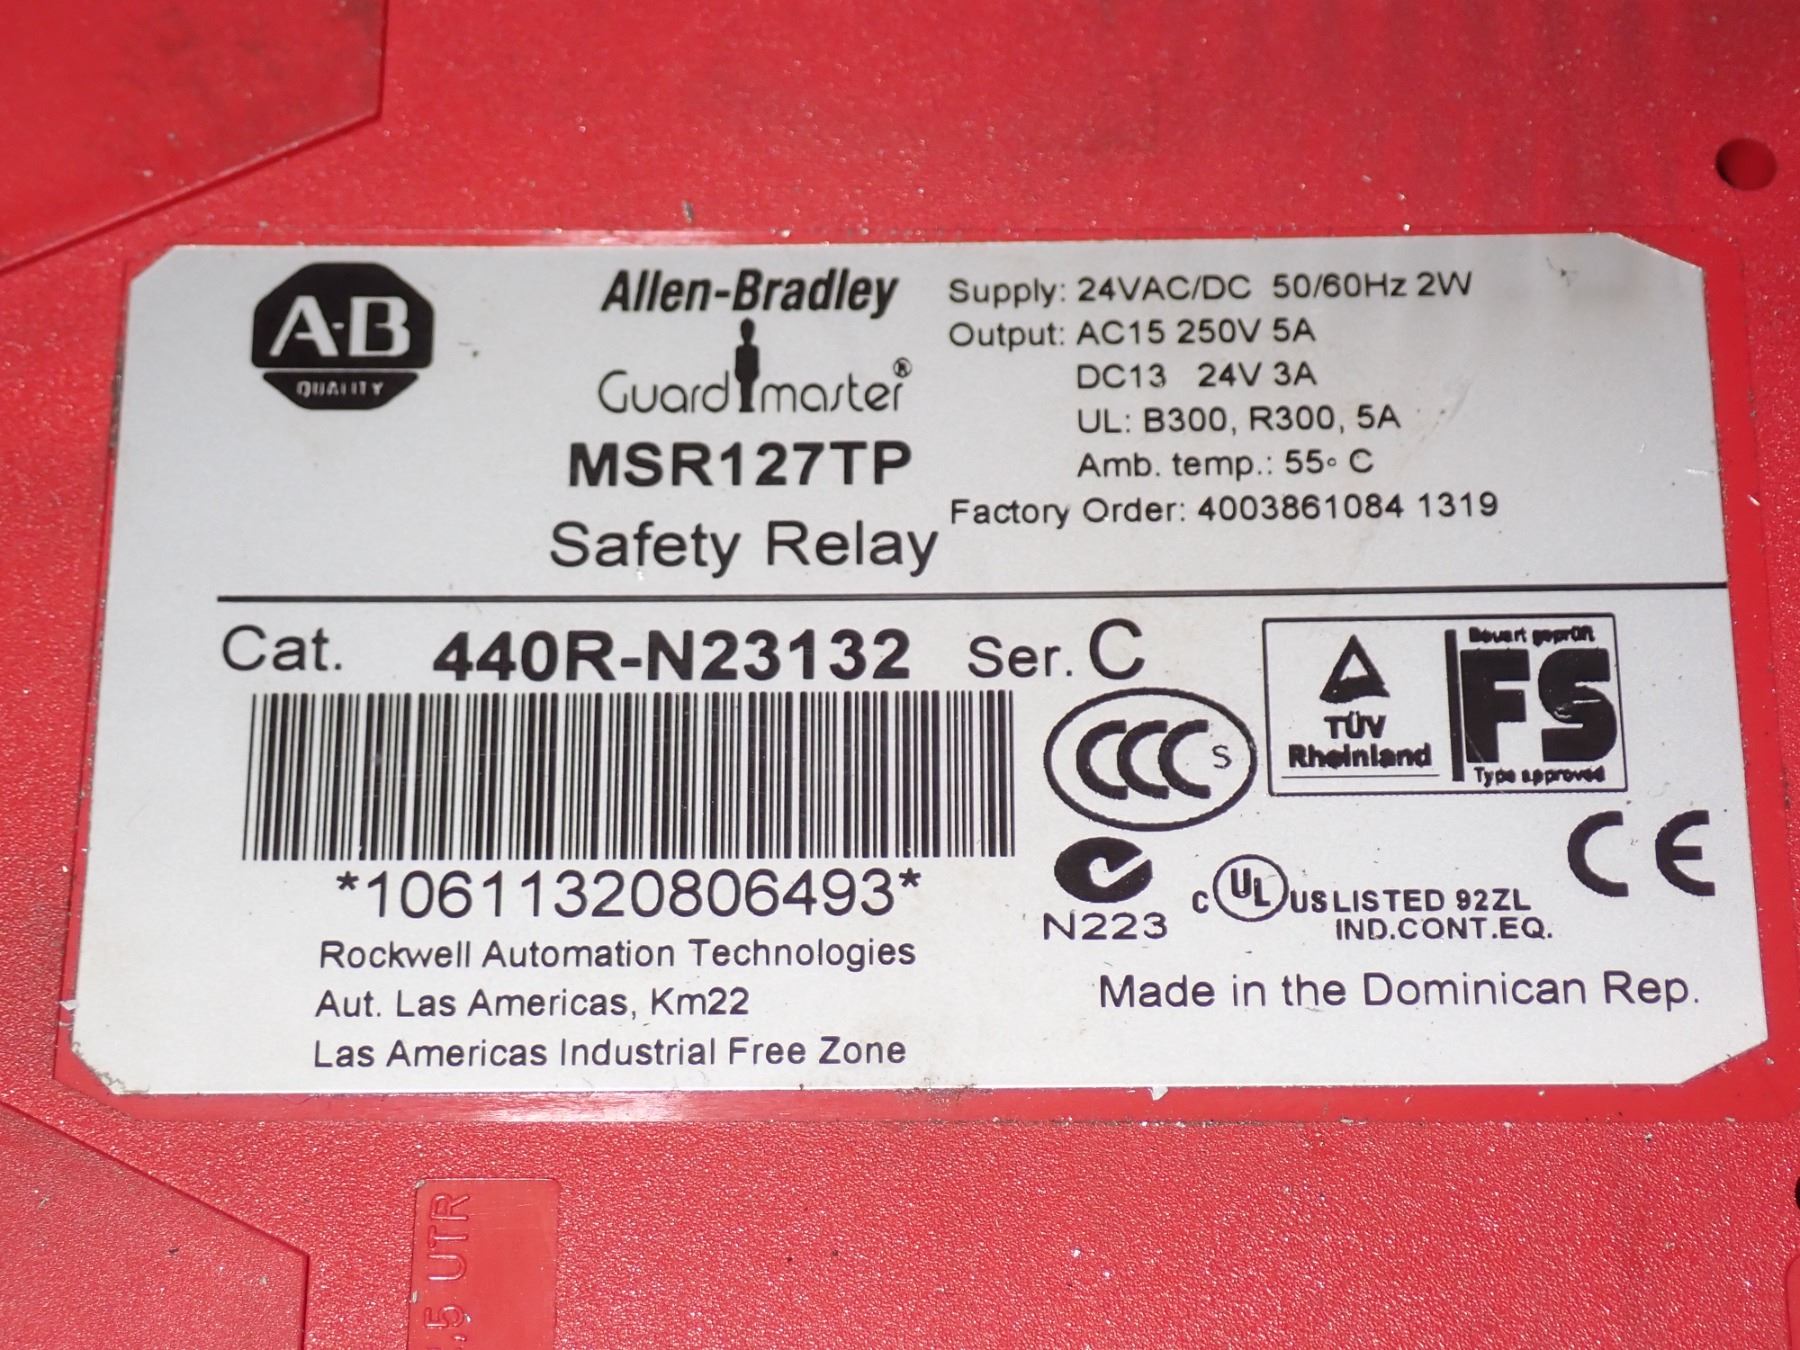 A-B
QUALITY
Allen-Bradley
Guardmaster®
MSR127TP
Safety Relay
Supply: 24VAC/DC 50/60Hz 2W
Output: AC15 250V 5A
DC13 24V 3A
UL: B300, R300, 5A
Amb. temp.: 55° C
Factory Order: 4003861084 1319
Cat. 440R-N23132 Ser. C
*10611320806493*
Rockwell Automation Technologies
Aut. Las Americas, Km22
Las Americas Industrial Free Zone
CCC S
TÜV
Rheinland
Bauart geprüft
FS
Type approved
CE
N223
C UL US LISTED 92ZL
IND.CONT.EQ.
Made in the Dominican Rep.
,5 UTR